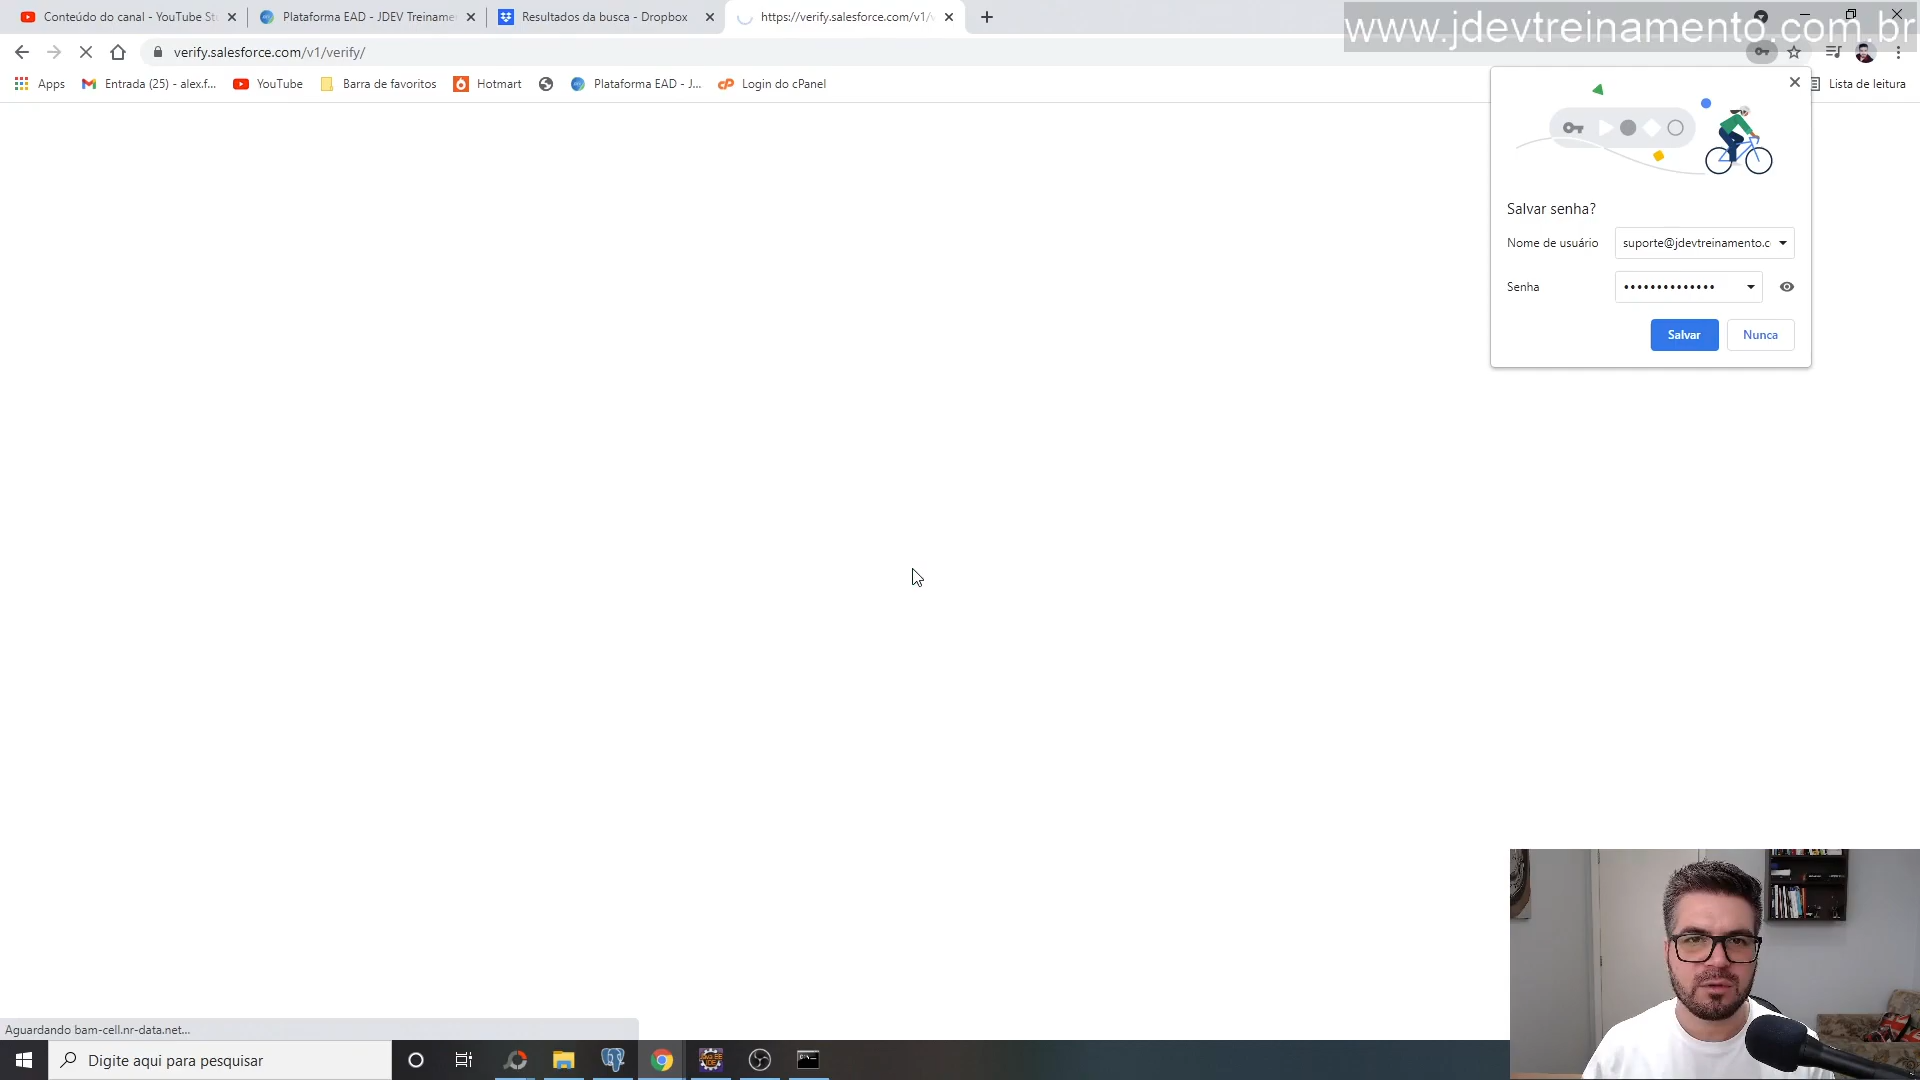 Conteúdo do canal - YouTube St
Plataforma EAD - JDEV Treiname
Resultados da busca - Dropbox
https://verify.salesforce.com/v1/
www.jdevtreinamento.com.br
verify.salesforce.com/v1/verify/
Apps
Entrada (25) - alex.f...
YouTube
Barra de favoritos
Hotmart
Plataforma EAD - J...
Login do cPanel
Lista de leitura
Salvar senha?
Nome de usuário
suporte@jdevtreinamento.c
Senha
Salvar
Nunca
Aguardando bam-cell.nr-data.net...
Digite aqui para pesquisar